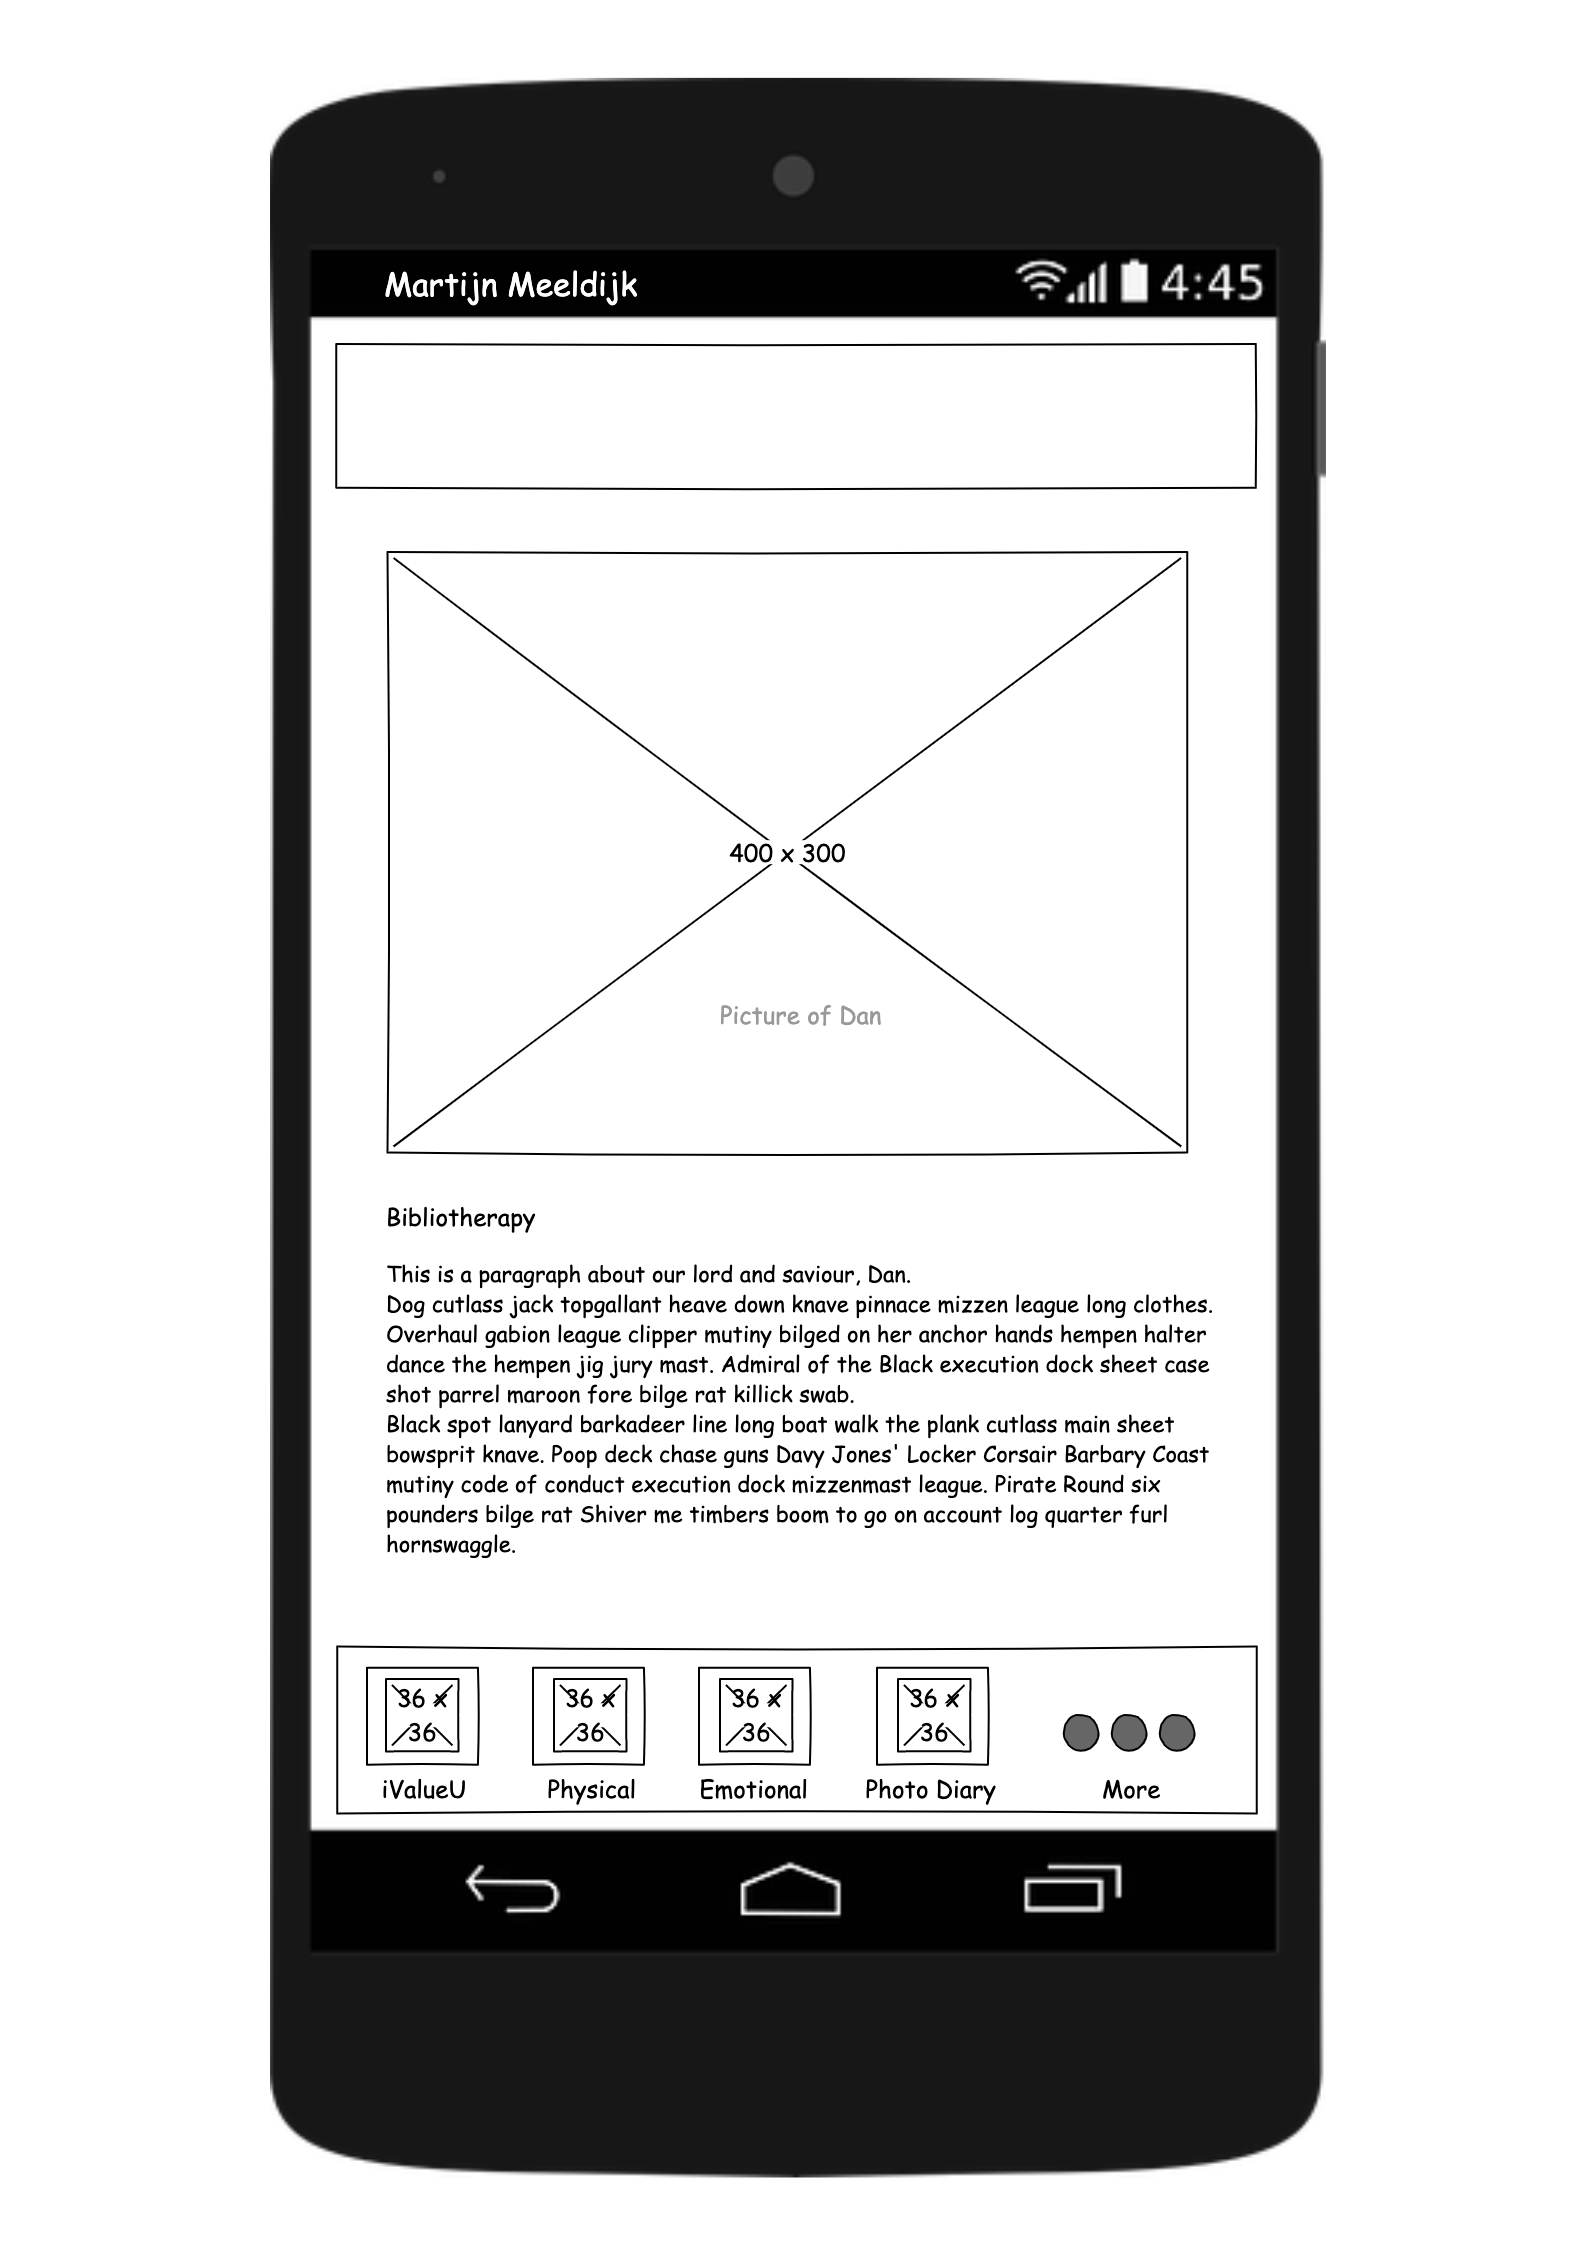 Martijn Meeldijk 4:45
400 x 300
Picture of Dan
Bibliotherapy
This is a paragraph about our lord and saviour, Dan.
Dog cutlass jack topgallant heave down knave pinnace mizzen league long clothes.
Overhaul gabion league clipper mutiny bilged on her anchor hands hempen halter
dance the hempen jig jury mast. Admiral of the Black execution dock sheet case
shot parrel maroon fore bilge rat killick swab.
Black spot lanyard barkadeer line long boat walk the plank cutlass main sheet
bowsprit knave. Poop deck chase guns Davy Jones' Locker Corsair Barbary Coast
mutiny code of conduct execution dock mizzenmast league. Pirate Round six
pounders bilge rat Shiver me timbers boom to go on account log quarter furl
hornswaggle.
36 x 36 x 36 x 36 x
36 36 36 36
iValueU Physical Emotional Photo Diary More